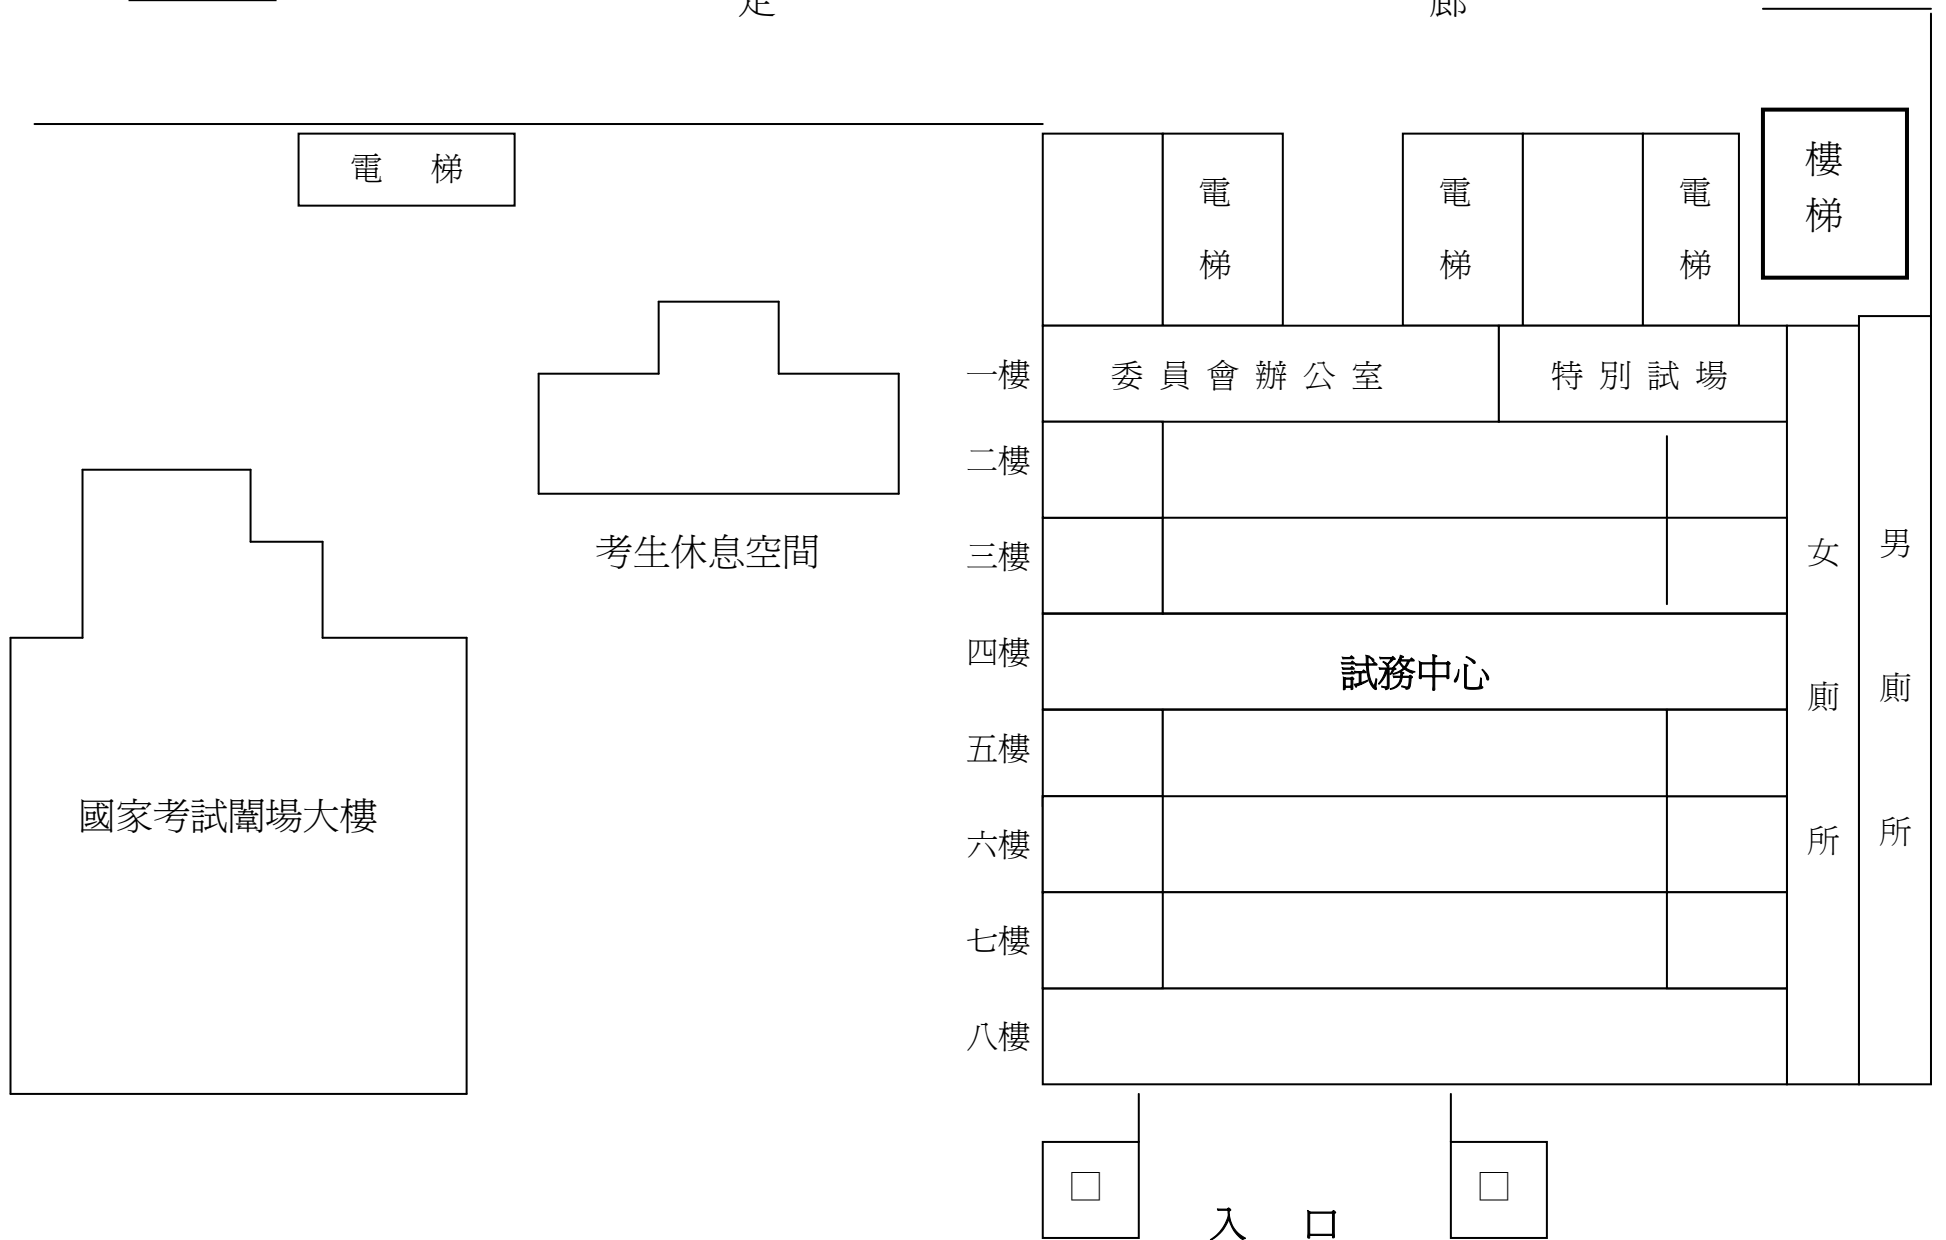 走 廊
電 梯
電梯
電梯
電梯
樓梯
一樓 委員會辦公室 特別試場
二樓
三樓
考生休息空間
四樓 試務中心
五樓
國家考試闈場大樓
六樓
七樓
八樓
女廁所
男廁所
□ □
入 口